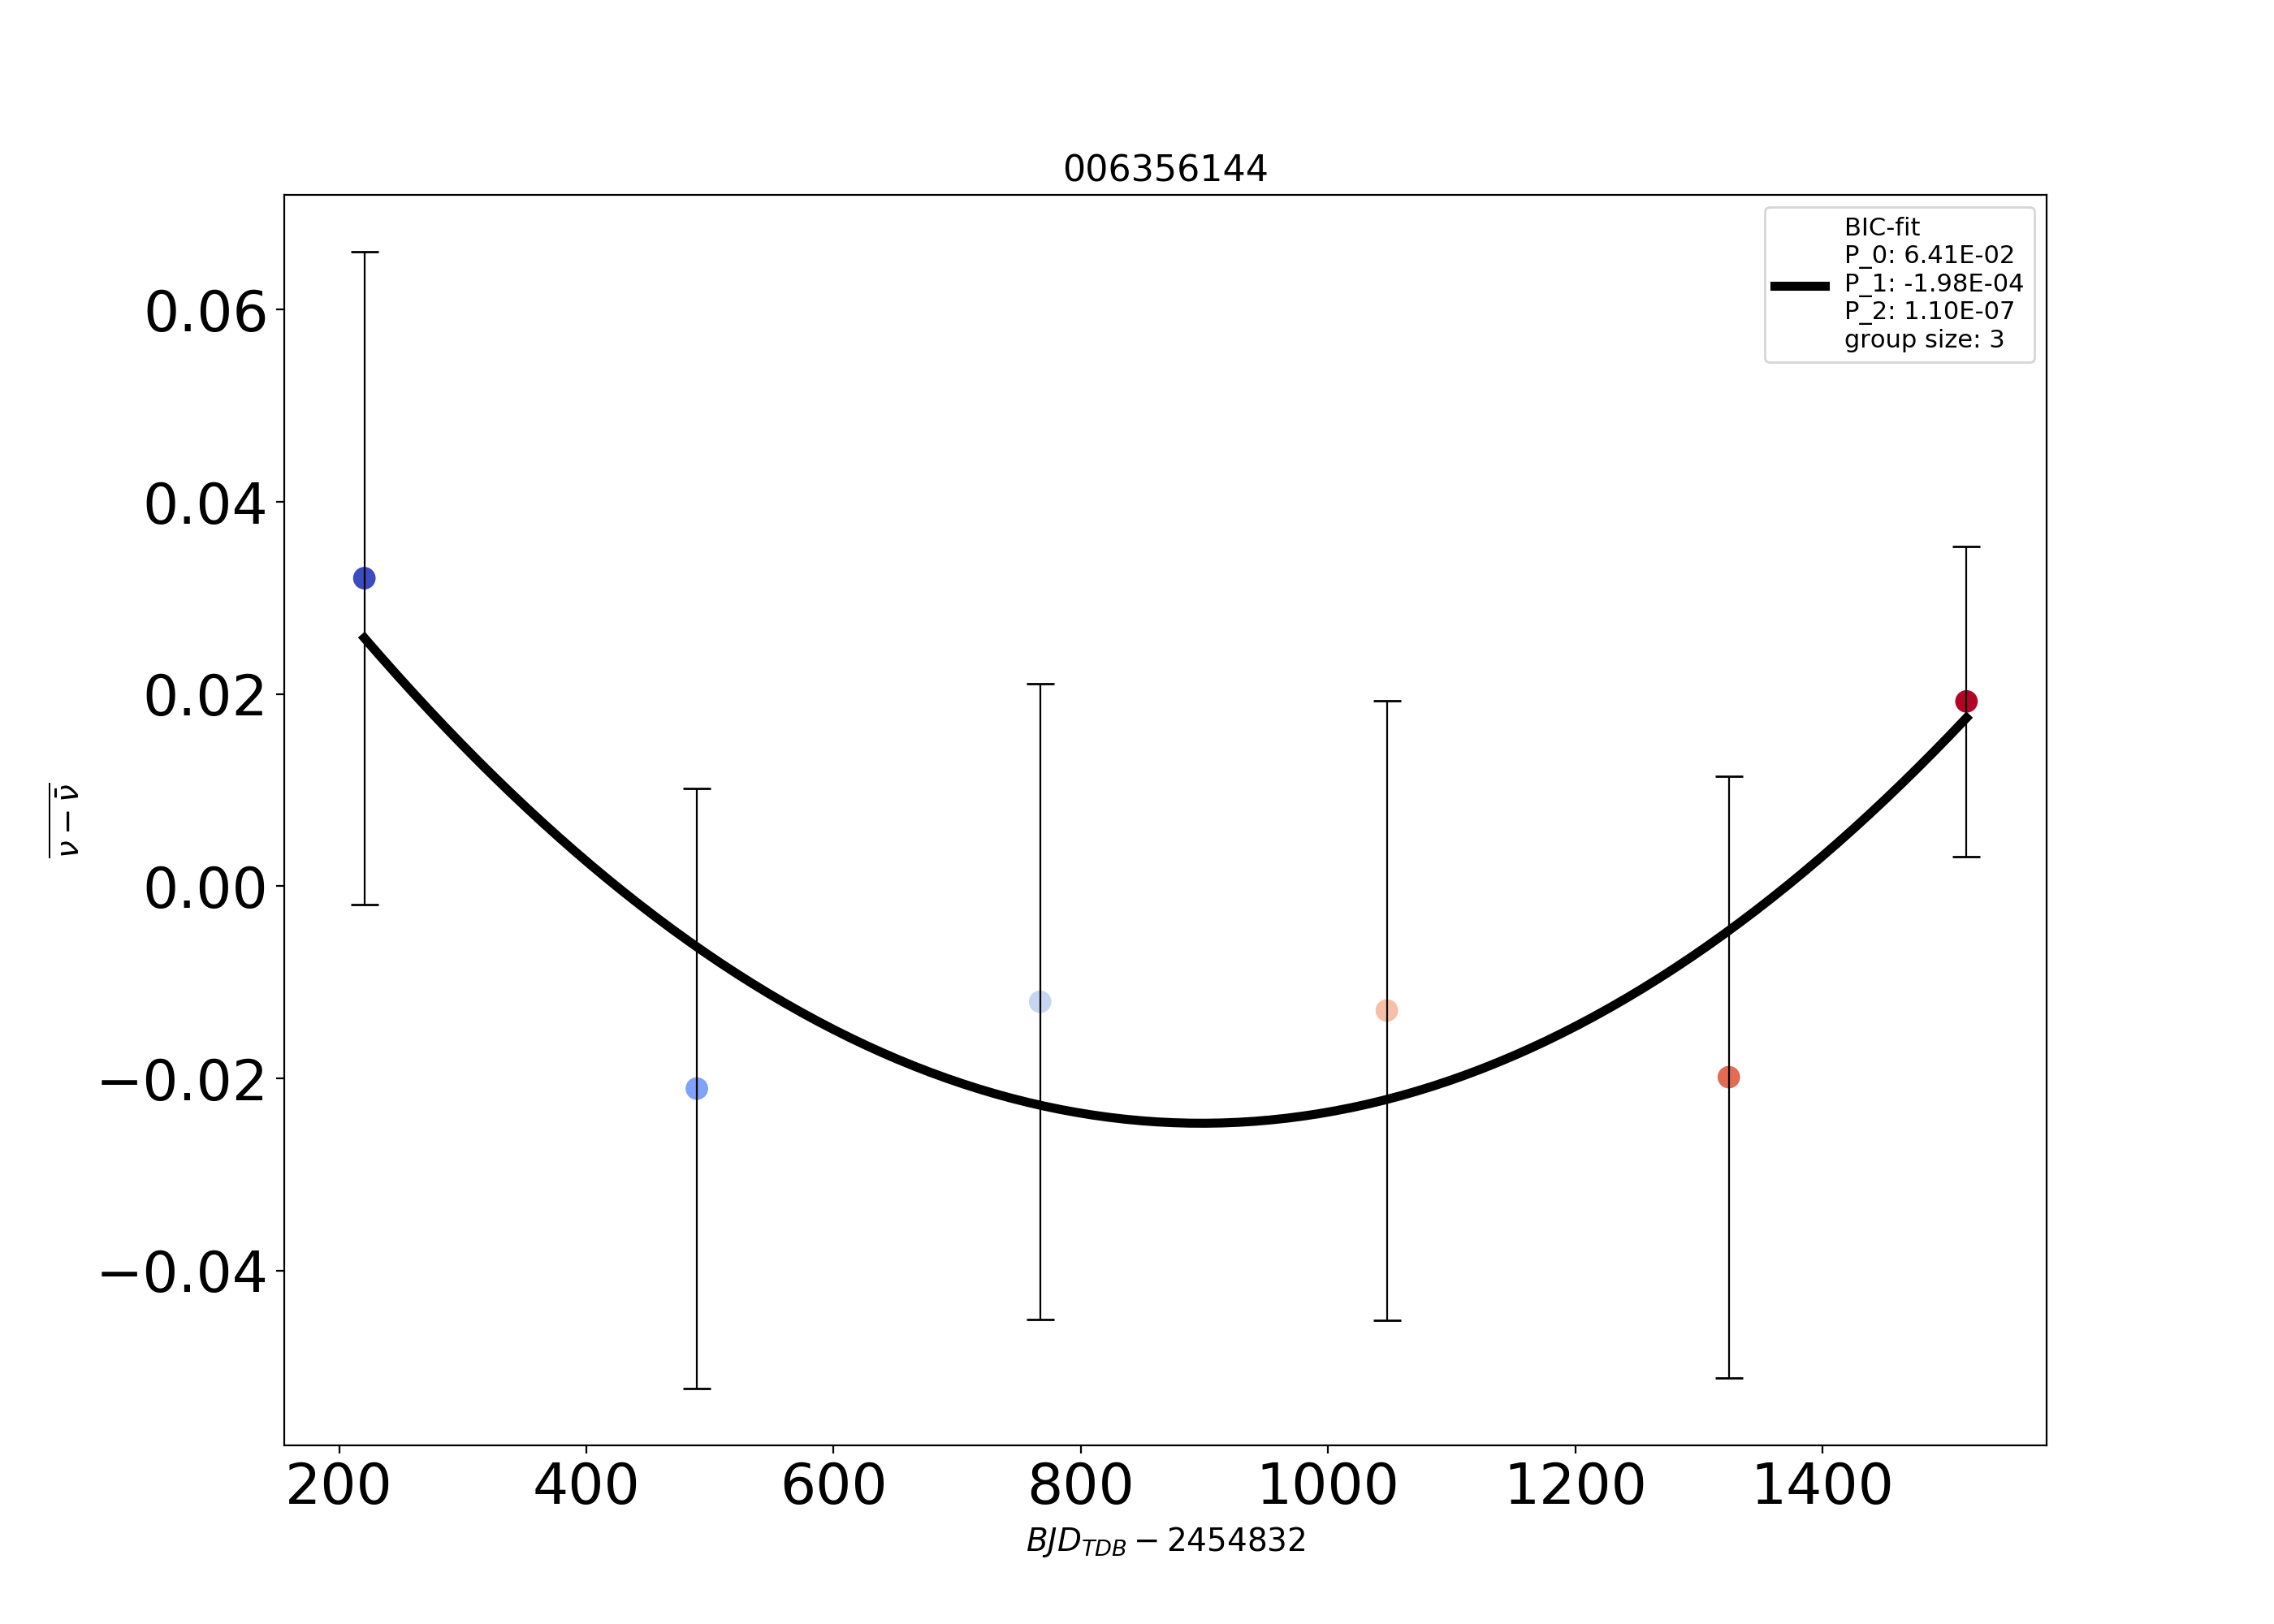 006356144
BIC-fit
P_0: 6.41E-02
P_1: -1.98E-04
P_2: 1.10E-07
group size: 3
0.06
0.04
0.02
0.00
−0.02
−0.04
ν − ν̄
200 400 600 800 1000 1200 1400
BJD_TDB − 2454832